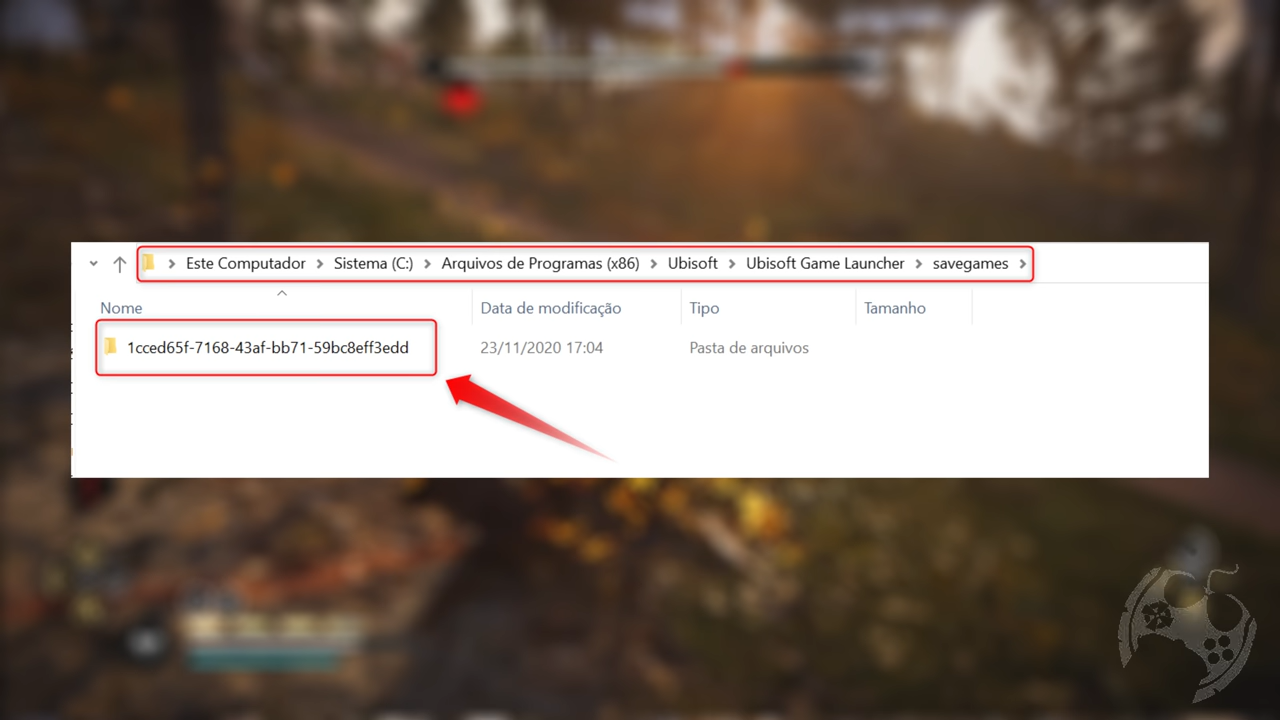 Este Computador > Sistema (C:) > Arquivos de Programas (x86) > Ubisoft > Ubisoft Game Launcher > savegames >
Nome Data de modificação Tipo Tamanho
1cced65f-7168-43af-bb71-59bc8eff3edd 23/11/2020 17:04 Pasta de arquivos